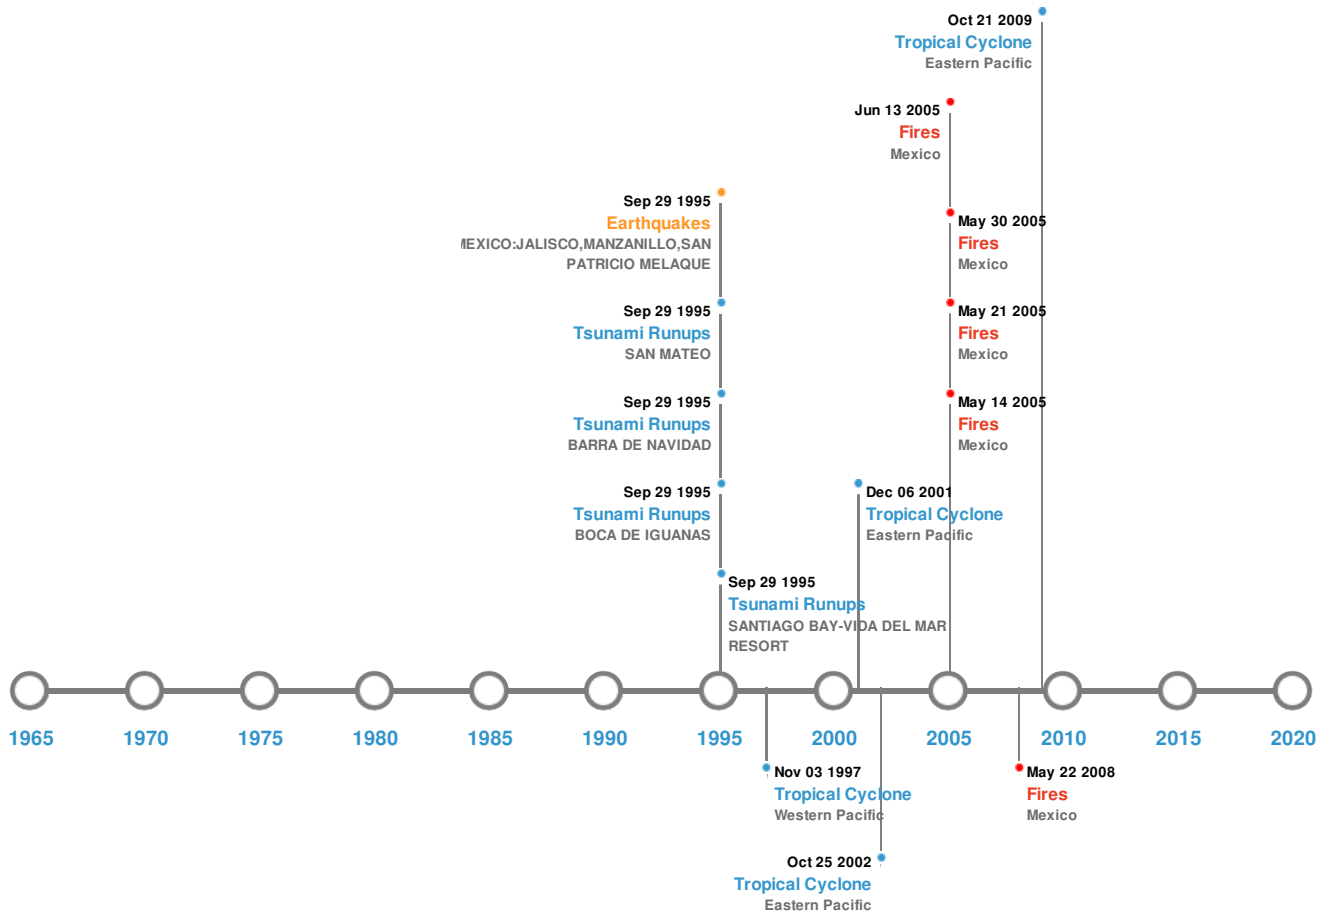 Oct 21 2009
Tropical Cyclone
Eastern Pacific
Jun 13 2005
Fires
Mexico
Sep 29 1995
Earthquakes
MEXICO:JALISCO,MANZANILLO,SAN
PATRICIO MELAQUE
May 30 2005
Fires
Mexico
Sep 29 1995
Tsunami Runups
SAN MATEO
May 21 2005
Fires
Mexico
Sep 29 1995
Tsunami Runups
BARRA DE NAVIDAD
May 14 2005
Fires
Mexico
Sep 29 1995
Tsunami Runups
BOCA DE IGUANAS
Dec 06 2001
Tropical Cyclone
Eastern Pacific
Sep 29 1995
Tsunami Runups
SANTIAGO BAY-VIDA DEL MAR
RESORT
1965 1970 1975 1980 1985 1990 1995 2000 2005 2010 2015 2020
Nov 03 1997
Tropical Cyclone
Western Pacific
May 22 2008
Fires
Mexico
Oct 25 2002
Tropical Cyclone
Eastern Pacific